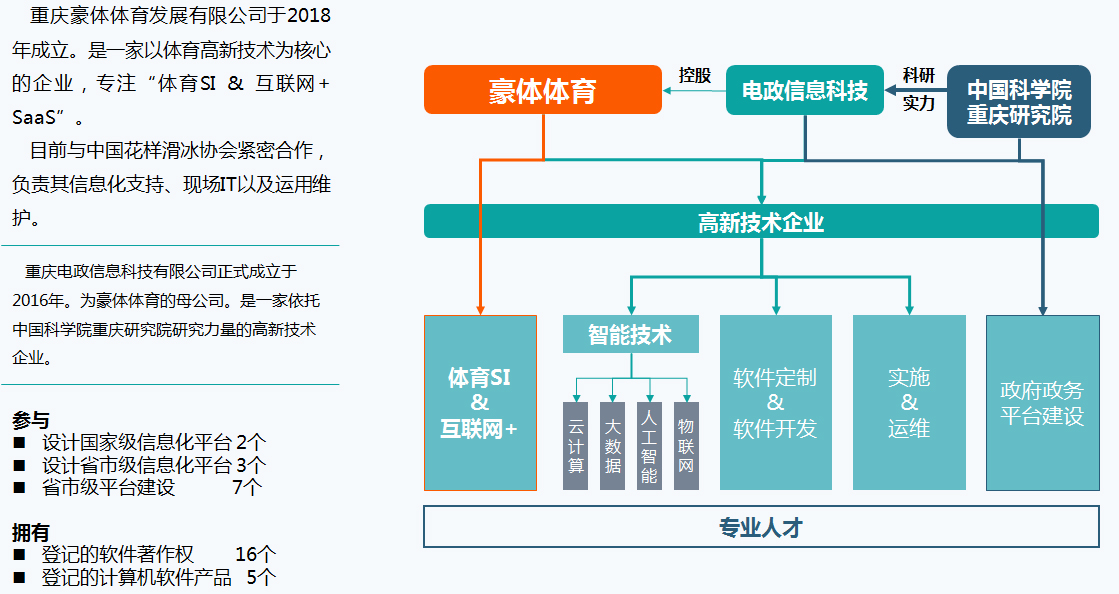 重庆豪体体育发展有限公司于2018
年成立。是一家以体育高新技术为核心
的企业，专注“体育SI & 互联网+
SaaS”。
目前与中国花样滑冰协会紧密合作，
负责其信息化支持、现场IT以及运用维
护。
重庆电政信息科技有限公司正式成立于
2016年。为豪体体育的母公司。是一家依托
中国科学院重庆研究院研究力量的高新技术
企业。
参与
■ 设计国家级信息化平台 2个
■ 设计省市级信息化平台 3个
■ 省市级平台建设 7个
拥有
■ 登记的软件著作权 16个
■ 登记的计算机软件产品 5个
豪体体育
控股
电政信息科技
科研
实力
中国科学院
重庆研究院
高新技术企业
体育SI
&
互联网+
智能技术
云计算
大数据
人工智能
物联网
软件定制
&
软件开发
实施
&
运维
政府政务
平台建设
专业人才